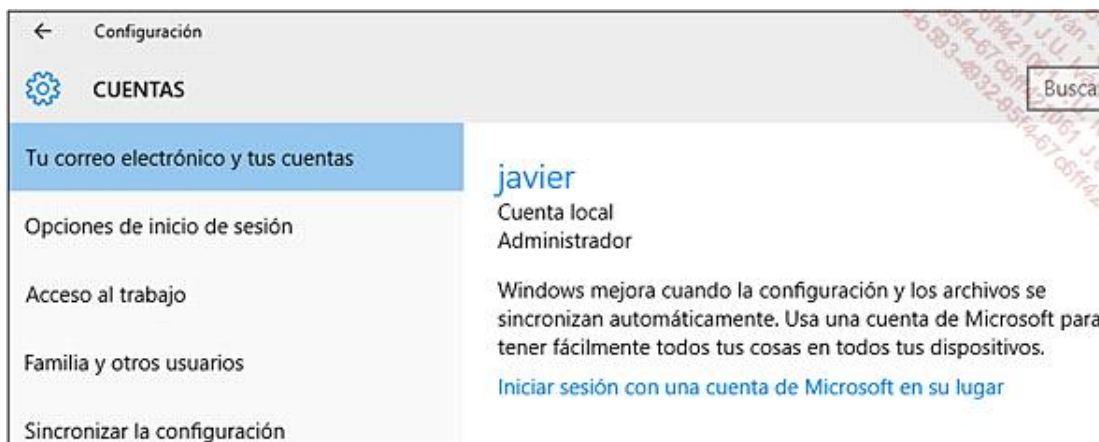 Configuración
CUENTAS
Busca
Tu correo electrónico y tus cuentas
Opciones de inicio de sesión
Acceso al trabajo
Familia y otros usuarios
Sincronizar la configuración
javier
Cuenta local
Administrador
Windows mejora cuando la configuración y los archivos se
sincronizan automáticamente. Usa una cuenta de Microsoft para
tener fácilmente todos tus cosas en todos tus dispositivos.
Iniciar sesión con una cuenta de Microsoft en su lugar